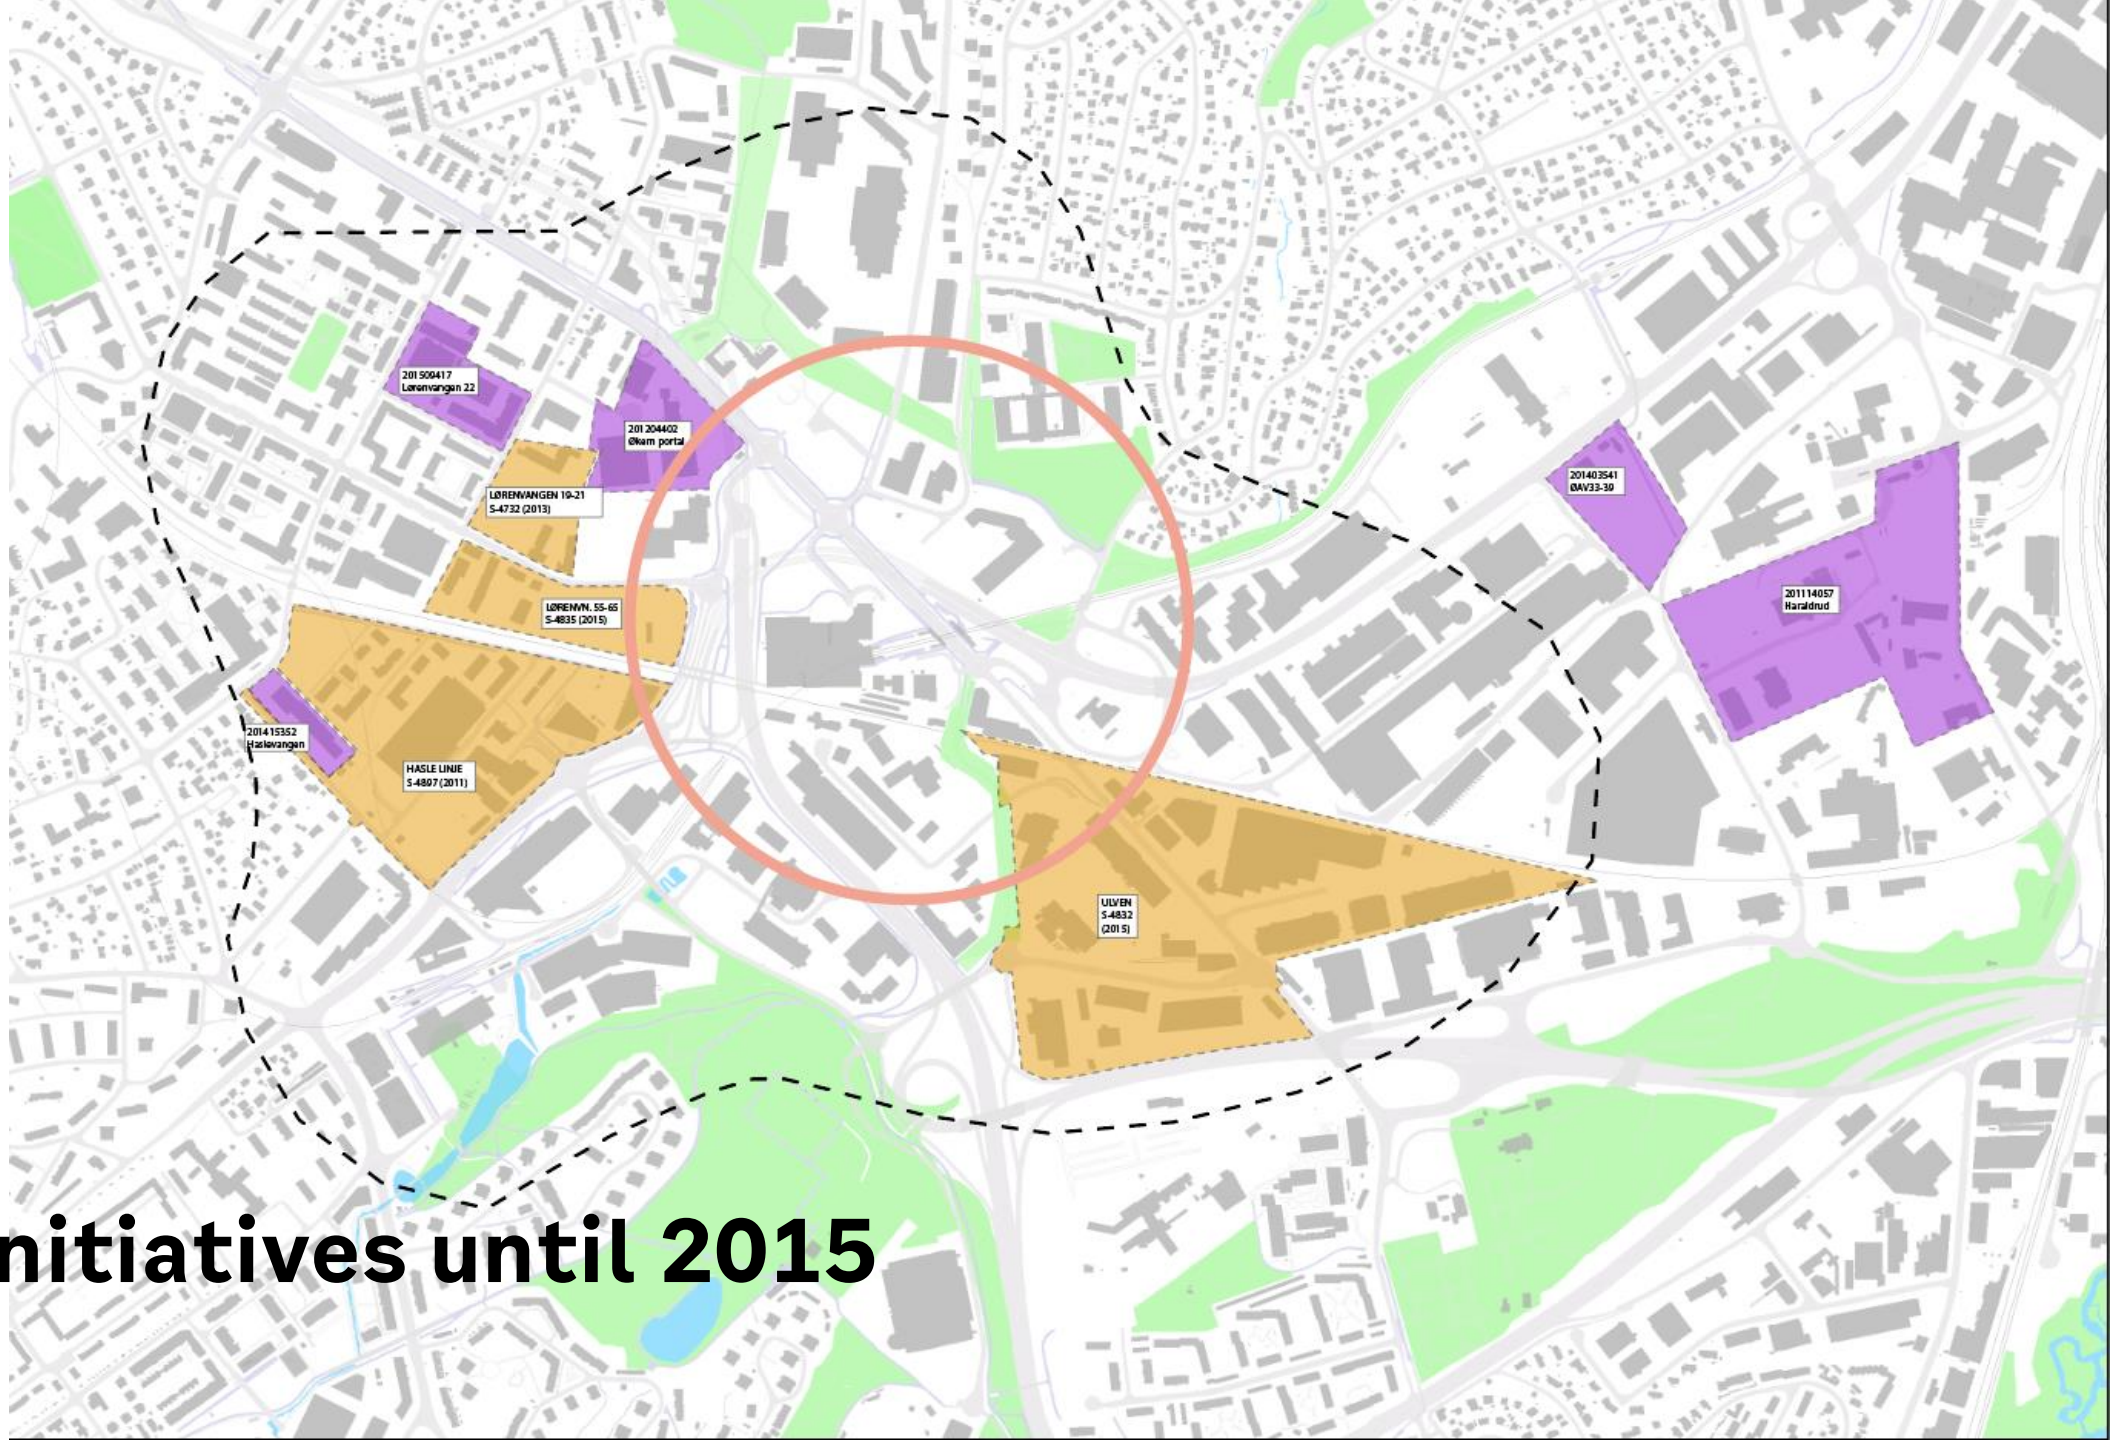 201509417
Lørenvangen 22
201204402
Økern portal
LØRENVANGEN 19-21
S-4732 (2013)
201403541
ØAV33-39
LØRENVN. 55-65
S-4835 (2015)
201114057
Haraldrud
201415352
Haslevangen
HASLE LINJE
S-4897 (2011)
ULVEN
S-4832
(2015)
nitiatives until 2015